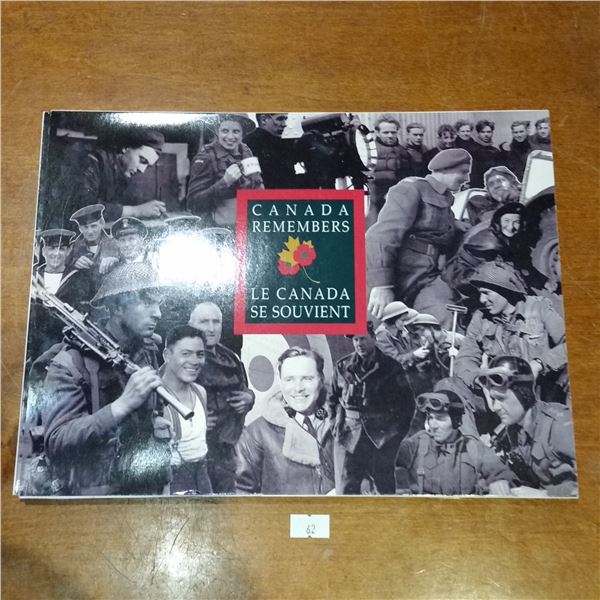 CANADA
REMEMBERS
LE CANADA
SE SOUVIENT
62